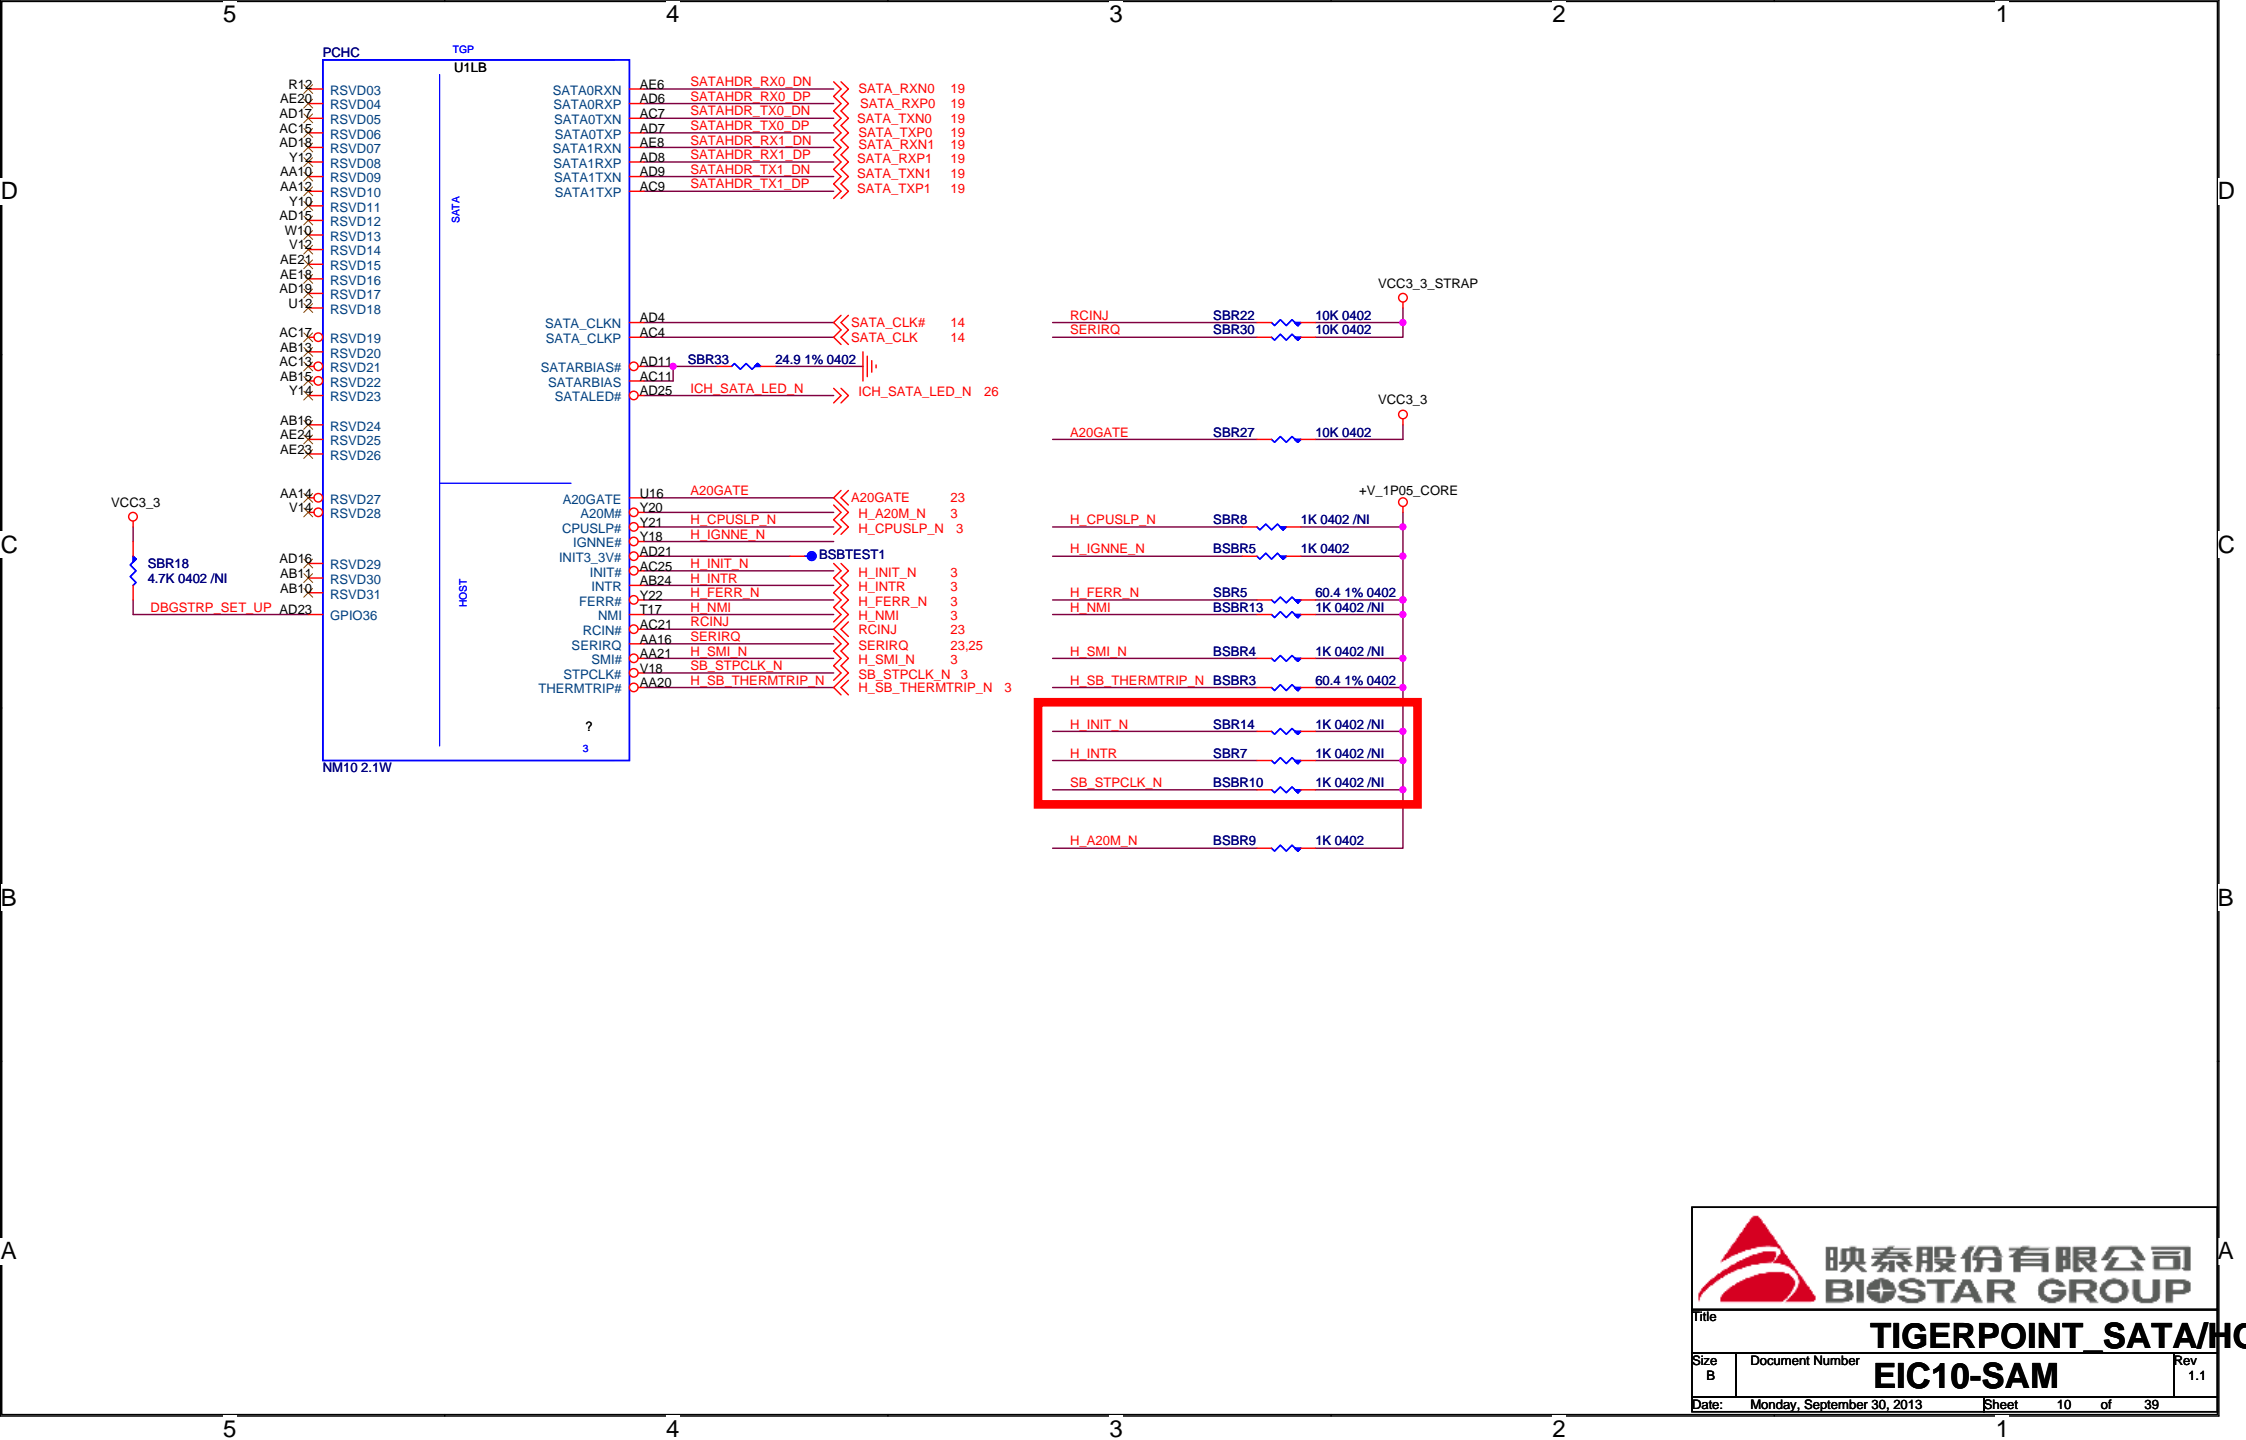 5 4 3 2 1
PCHC TGP
U1LB
R12 RSVD03
AE20 RSVD04
AD17 RSVD05
AC15 RSVD06
AD18 RSVD07
Y12 RSVD08
AA10 RSVD09
AA12 RSVD10
Y10 RSVD11
AD15 RSVD12
W10 RSVD13
V12 RSVD14
AE21 RSVD15
AE18 RSVD16
AD19 RSVD17
U12 RSVD18
AC17 RSVD19
AB13 RSVD20
AC13 RSVD21
AB15 RSVD22
Y14 RSVD23
AB16 RSVD24
AE24 RSVD25
AE23 RSVD26
AA14 RSVD27
V14 RSVD28
AD16 RSVD29
AB11 RSVD30
AB10 RSVD31
VCC3_3
SBR18
4.7K 0402 /NI
DBGSTRP_SET_UP AD23 GPIO36
SATA
HOST
SATA0RXN AE6 SATAHDR_RX0_DN SATA_RXN0 19
SATA0RXP AD6 SATAHDR_RX0_DP SATA_RXP0 19
SATA0TXN AC7 SATAHDR_TX0_DN SATA_TXN0 19
SATA0TXP AD7 SATAHDR_TX0_DP SATA_TXP0 19
SATA1RXN AE8 SATAHDR_RX1_DN SATA_RXN1 19
SATA1RXP AD8 SATAHDR_RX1_DP SATA_RXP1 19
SATA1TXN AD9 SATAHDR_TX1_DN SATA_TXN1 19
SATA1TXP AC9 SATAHDR_TX1_DP SATA_TXP1 19
SATA_CLKN AD4 SATA_CLK# 14
SATA_CLKP AC4 SATA_CLK 14
SATARBIAS# AD11 SBR33 24.9 1% 0402
SATARBIAS AC11
SATALED# AD25 ICH_SATA_LED_N ICH_SATA_LED_N 26
A20GATE U16 A20GATE A20GATE 23
A20M# Y20 H_A20M_N 3
CPUSLP# Y21 H_CPUSLP_N H_CPUSLP_N 3
IGNNE# Y18 H_IGNNE_N
INIT3_3V# AD21 BSBTEST1
INIT# AC25 H_INIT_N H_INIT_N 3
INTR AB24 H_INTR H_INTR 3
FERR# Y22 H_FERR_N H_FERR_N 3
NMI T17 H_NMI H_NMI 3
RCIN# AC21 RCINJ RCINJ 23
SERIRQ AA16 SERIRQ SERIRQ 23,25
SMI# AA21 H_SMI_N H_SMI_N 3
STPCLK# V18 SB_STPCLK_N SB_STPCLK_N 3
THERMTRIP# AA20 H_SB_THERMTRIP_N H_SB_THERMTRIP_N 3
?
3
NM10 2.1W
VCC3_3_STRAP
RCINJ SBR22 10K 0402
SERIRQ SBR30 10K 0402
VCC3_3
A20GATE SBR27 10K 0402
+V_1P05_CORE
H_CPUSLP_N SBR8 1K 0402 /NI
H_IGNNE_N BSBR5 1K 0402
H_FERR_N SBR5 60.4 1% 0402
H_NMI BSBR13 1K 0402 /NI
H_SMI_N BSBR4 1K 0402 /NI
H_SB_THERMTRIP_N BSBR3 60.4 1% 0402
H_INIT_N SBR14 1K 0402 /NI
H_INTR SBR7 1K 0402 /NI
SB_STPCLK_N BSBR10 1K 0402 /NI
H_A20M_N BSBR9 1K 0402
D D
C C
B B
A A
映泰股份有限公司
BIOSTAR GROUP
Title
TIGERPOINT_SATA/HO
Size Document Number Rev
B EIC10-SAM 1.1
Date: Monday, September 30, 2013 Sheet 10 of 39
5 4 3 2 1